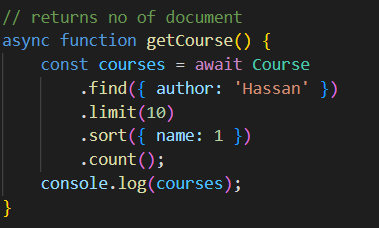 // returns no of document
async function getCourse() {
    const courses = await Course
        .find({ author: 'Hassan' })
        .limit(10)
        .sort({ name: 1 })
        .count();
    console.log(courses);
}